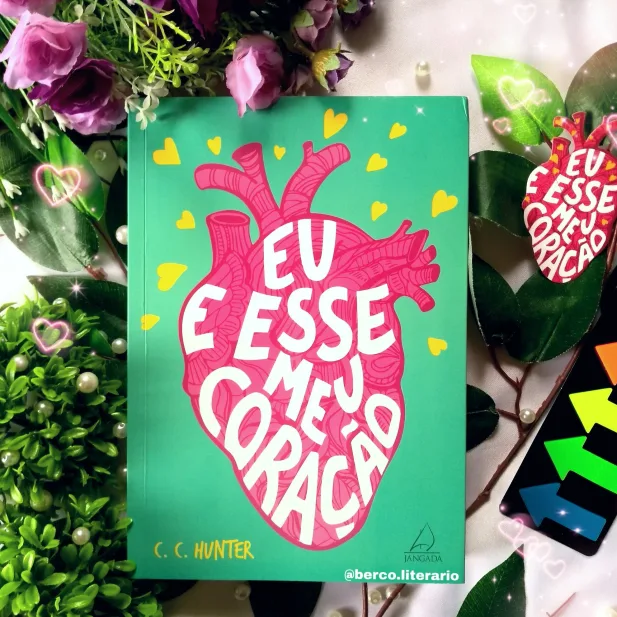 EU
E ESSE
MEU
CORAÇÃO
C. C. HUNTER
JANGADA
@berco.literario
EU
E ESSE
MEU
CORAÇÃO